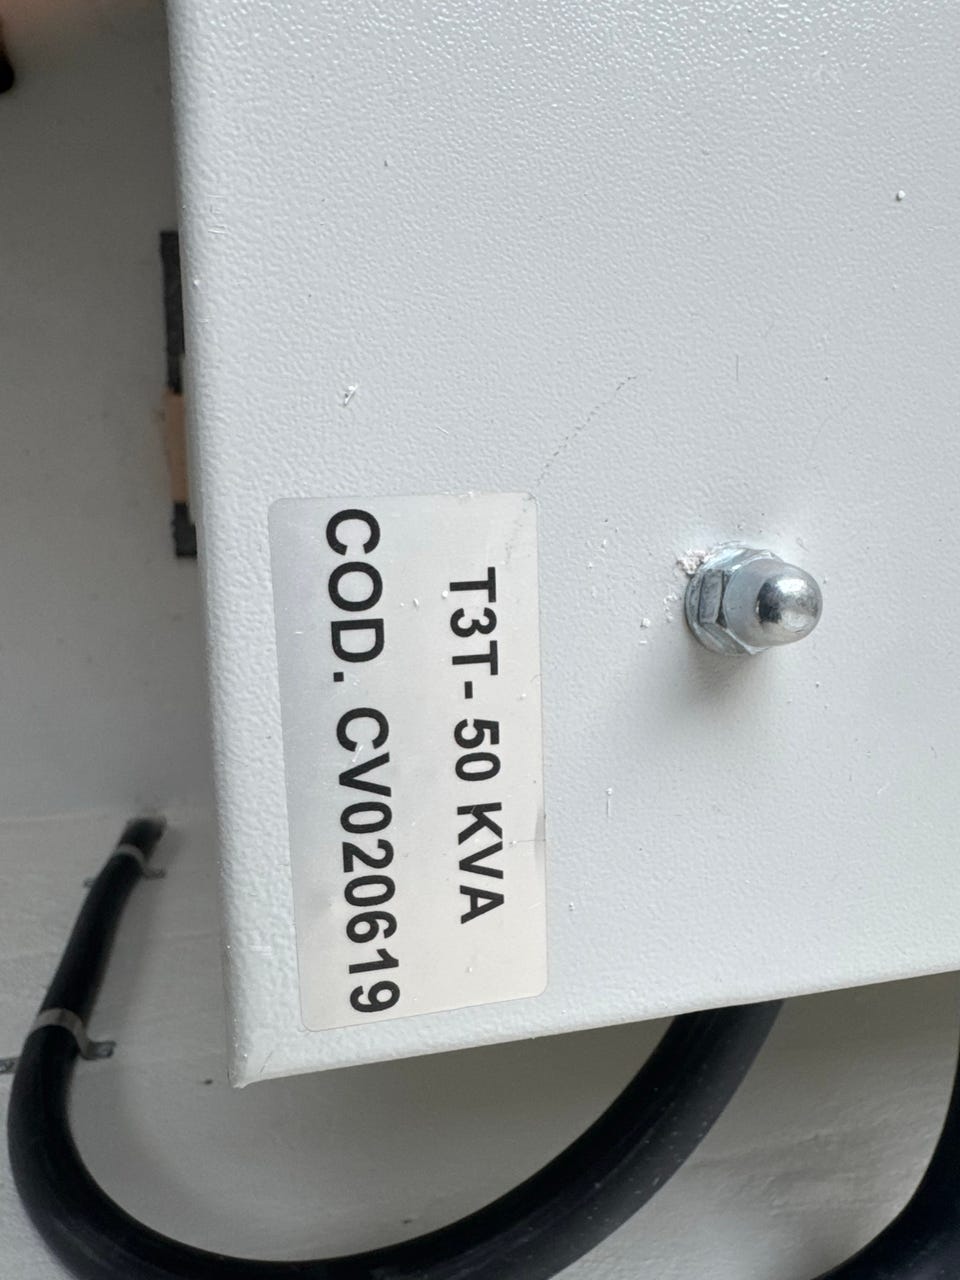 T3T- 50 KVA
COD. CV020619